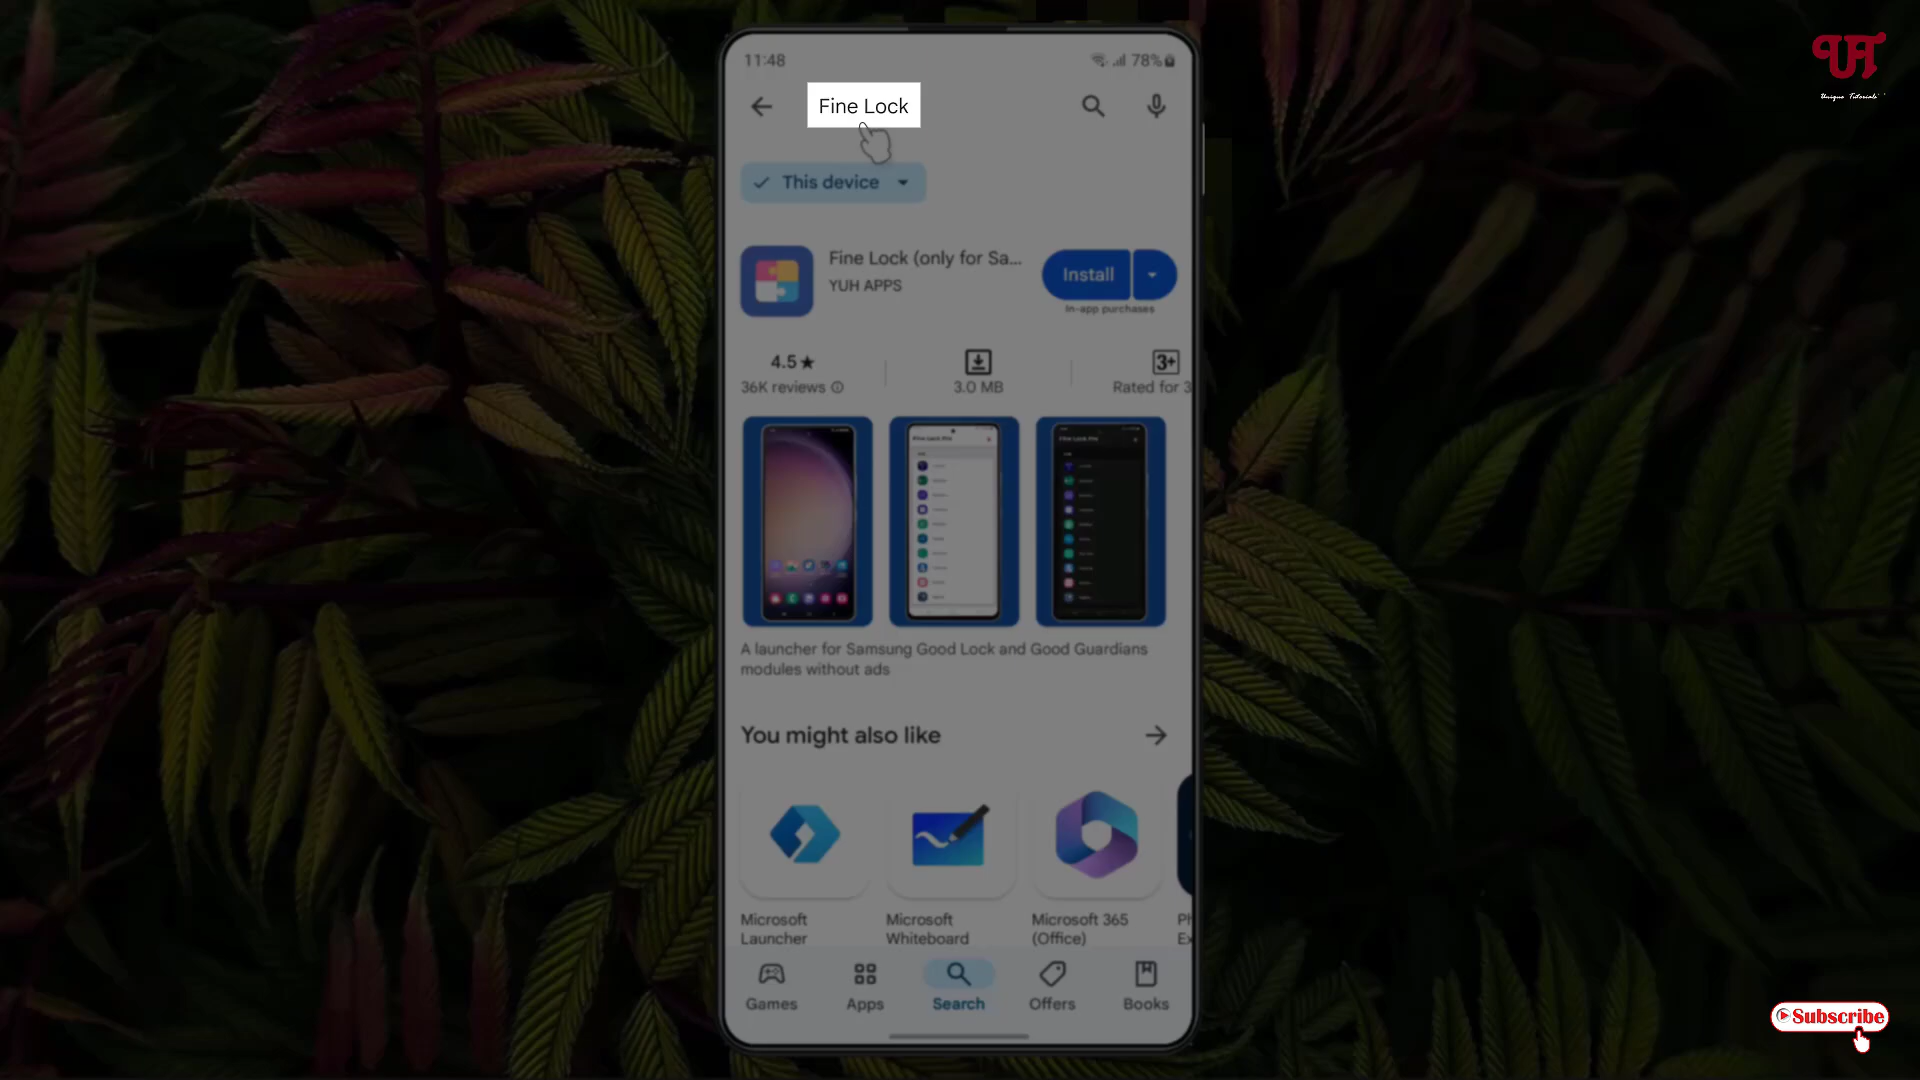 11:48
78%
Fine Lock
This device
Fine Lock (only for Sa...
YUH APPS
Install
In-app purchases
4.5★
36K reviews
3.0 MB
3+
Rated for 3
A launcher for Samsung Good Lock and Good Guardians
modules without ads
You might also like
Microsoft
Launcher
Microsoft
Whiteboard
Microsoft 365
(Office)
Games
Apps
Search
Offers
Books
UT
Unique Tutorials
Subscribe